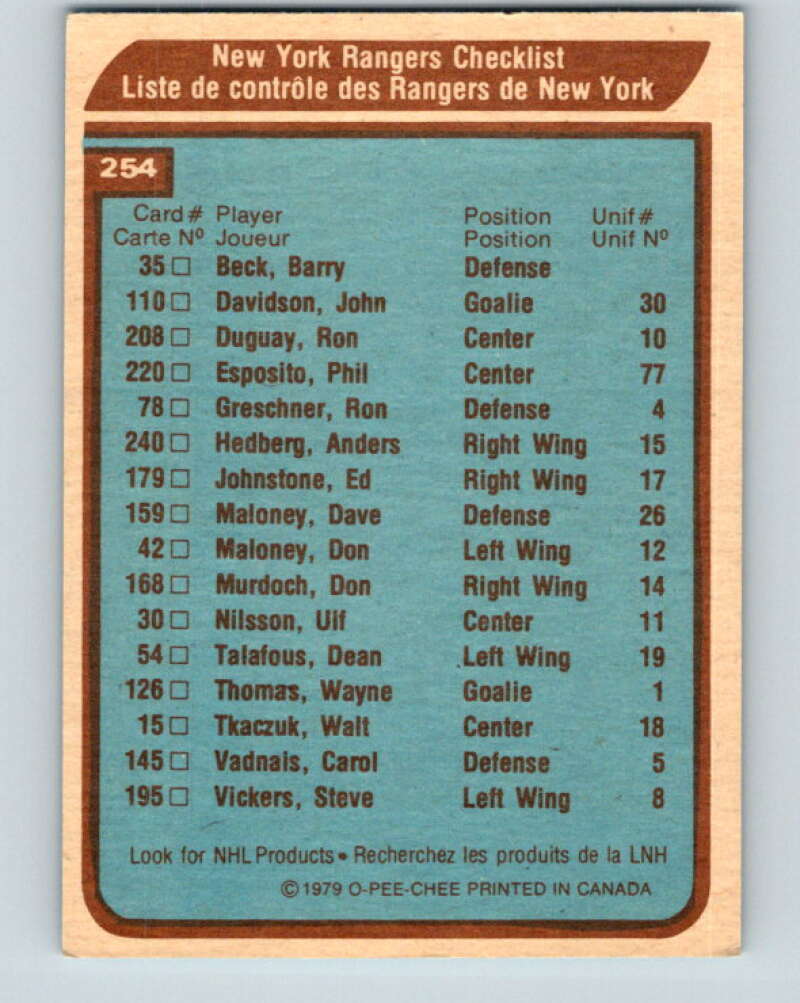 New York Rangers Checklist
Liste de contrôle des Rangers de New York
254
Card # Player Position Unif #
Carte Nº Joueur Position Unif Nº
35 □ Beck, Barry Defense
110 □ Davidson, John Goalie 30
208 □ Duguay, Ron Center 10
220 □ Esposito, Phil Center 77
78 □ Greschner, Ron Defense 4
240 □ Hedberg, Anders Right Wing 15
179 □ Johnstone, Ed Right Wing 17
159 □ Maloney, Dave Defense 26
42 □ Maloney, Don Left Wing 12
168 □ Murdoch, Don Right Wing 14
30 □ Nilsson, Ulf Center 11
54 □ Talafous, Dean Left Wing 19
126 □ Thomas, Wayne Goalie 1
15 □ Tkaczuk, Walt Center 18
145 □ Vadnais, Carol Defense 5
195 □ Vickers, Steve Left Wing 8
Look for NHL Products • Recherchez les produits de la LNH
© 1979 O-PEE-CHEE PRINTED IN CANADA